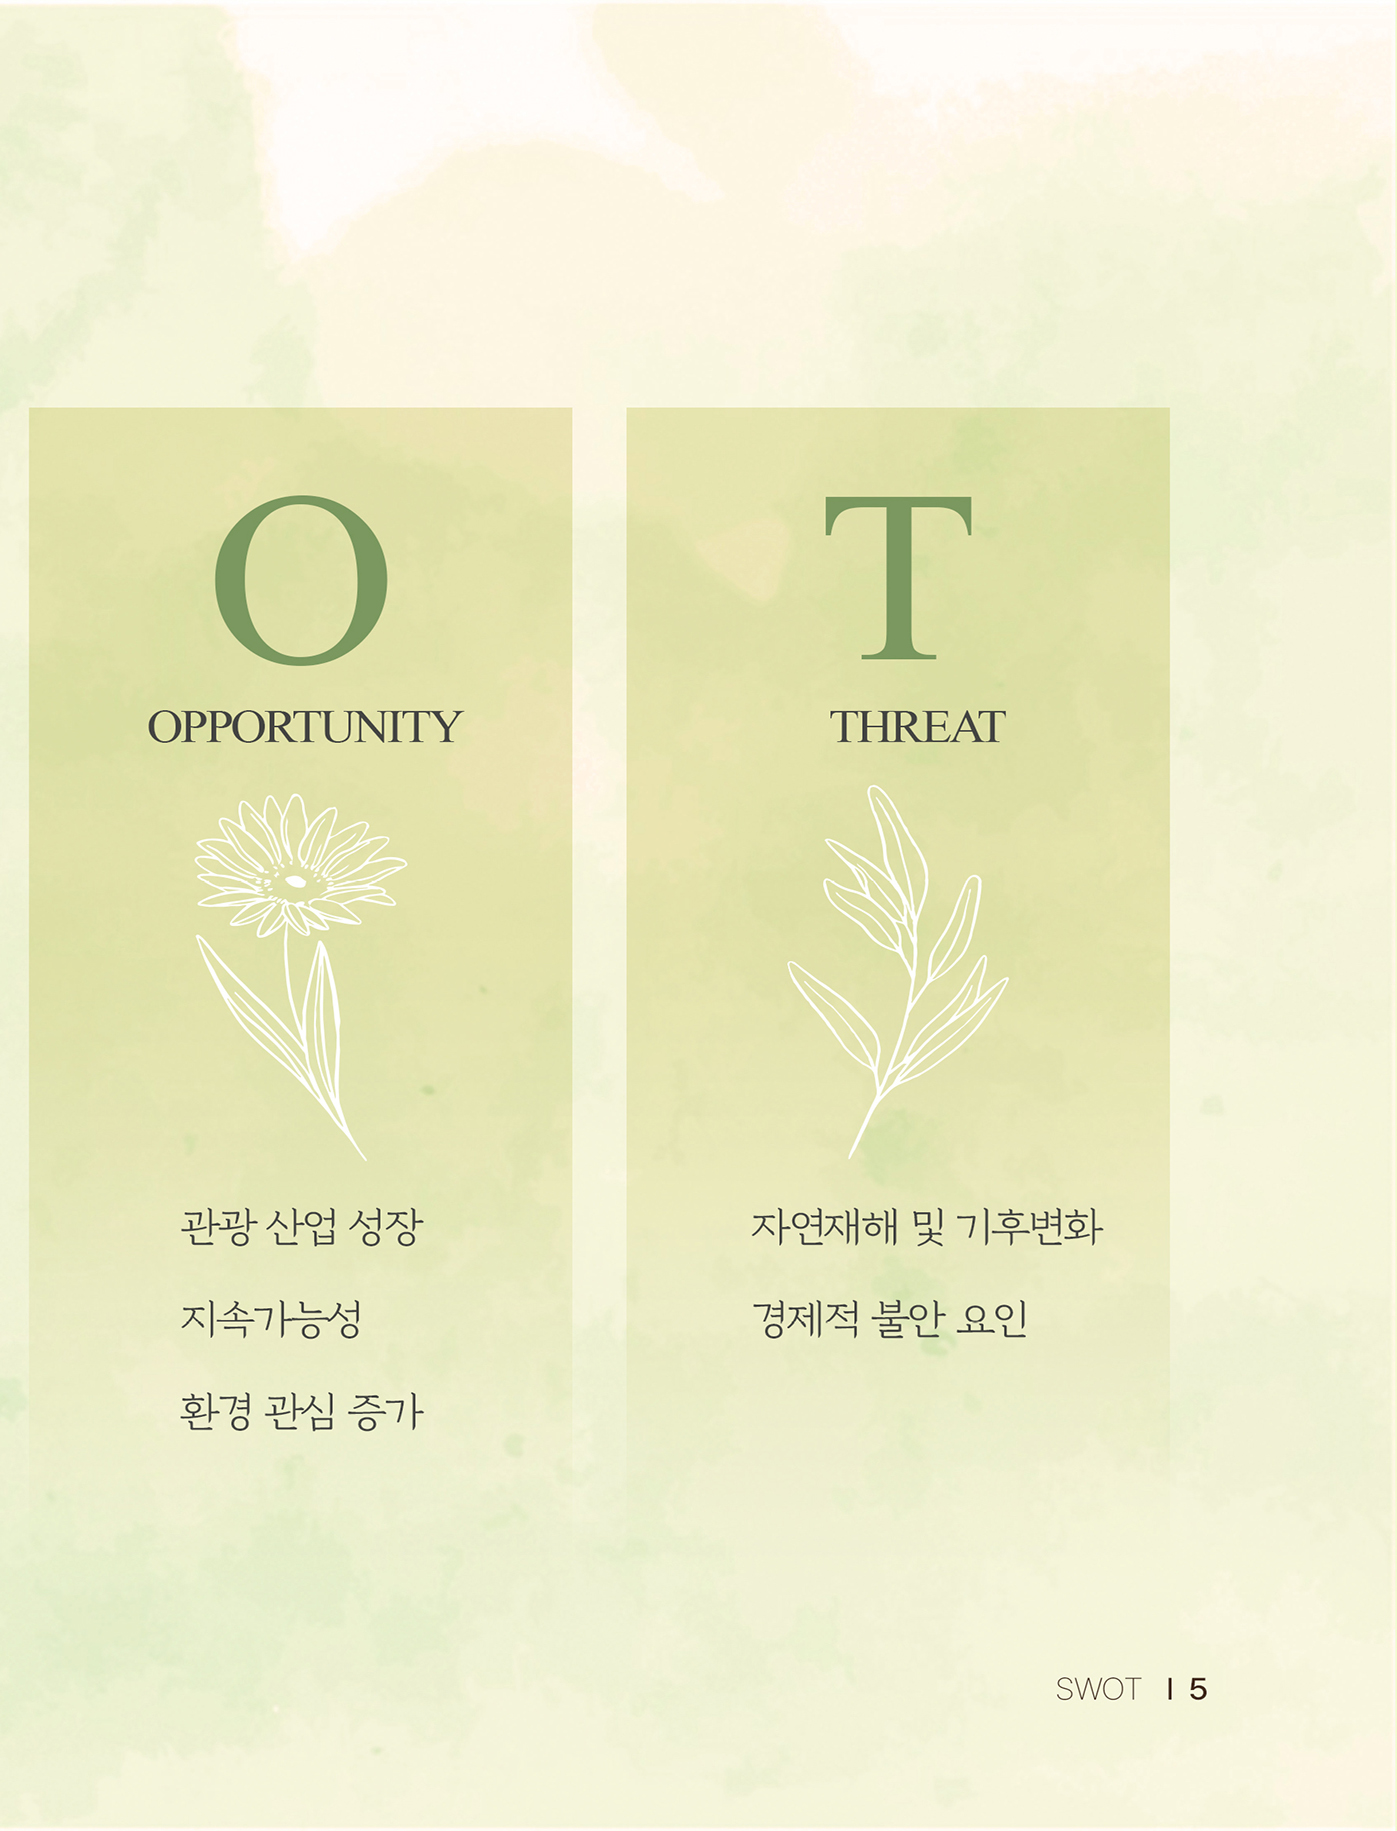 O
OPPORTUNITY
관광 산업 성장
지속가능성
환경 관심 증가
T
THREAT
자연재해 및 기후변화
경제적 불안 요인
SWOT | 5